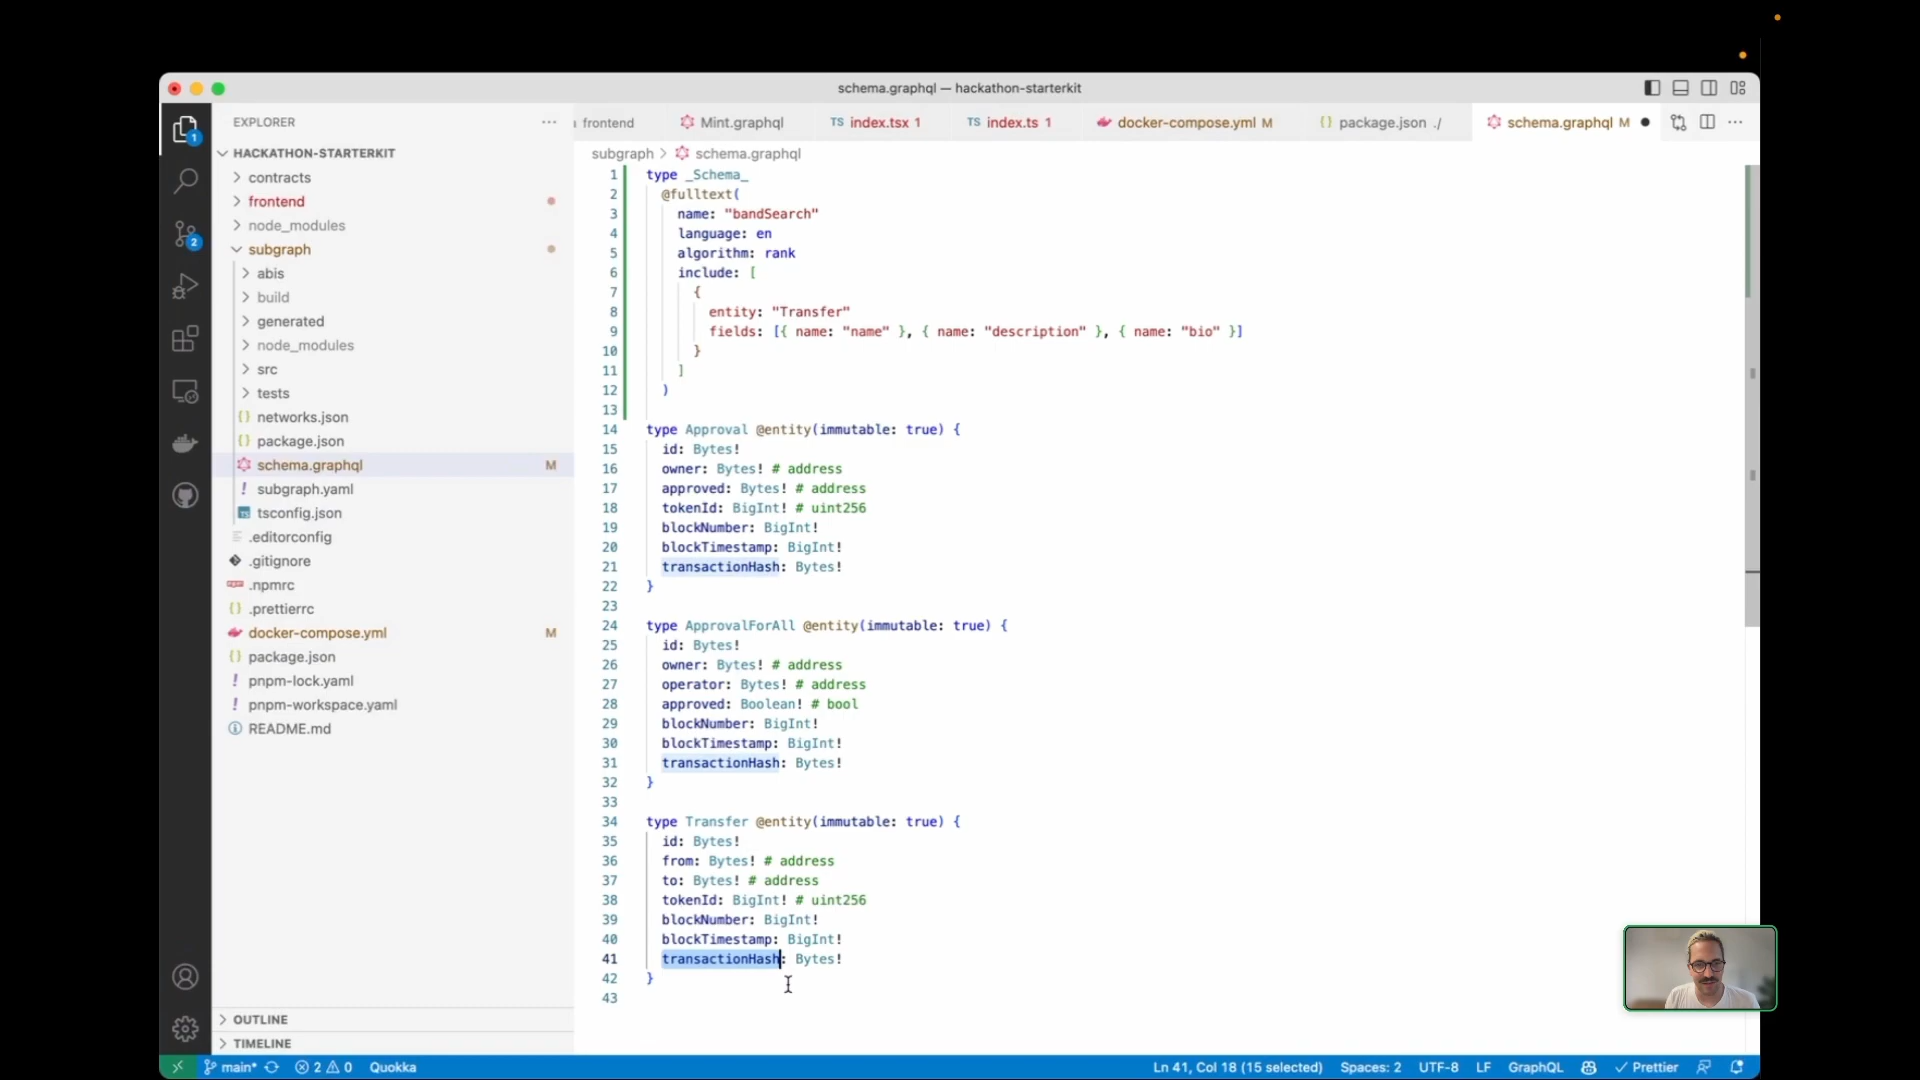 schema.graphql — hackathon-starterkit
EXPLORER
frontend
Mint.graphql
TS index.tsx 1
TS index.ts 1
docker-compose.yml M
{} package.json ./
schema.graphql M
subgraph > schema.graphql
HACKATHON-STARTERKIT
contracts
frontend
node_modules
subgraph
abis
build
generated
node_modules
src
tests
{} networks.json
{} package.json
schema.graphql M
! subgraph.yaml
tsconfig.json
.editorconfig
.gitignore
.npmrc
{} .prettierrc
docker-compose.yml M
{} package.json
! pnpm-lock.yaml
! pnpm-workspace.yaml
README.md
OUTLINE
TIMELINE
1
2
1 type _Schema_
2 @fulltext(
3 name: "bandSearch"
4 language: en
5 algorithm: rank
6 include: [
7 {
8 entity: "Transfer"
9 fields: [{ name: "name" }, { name: "description" }, { name: "bio" }]
10 }
11 ]
12 )
13
14 type Approval @entity(immutable: true) {
15 id: Bytes!
16 owner: Bytes! # address
17 approved: Bytes! # address
18 tokenId: BigInt! # uint256
19 blockNumber: BigInt!
20 blockTimestamp: BigInt!
21 transactionHash: Bytes!
22 }
23
24 type ApprovalForAll @entity(immutable: true) {
25 id: Bytes!
26 owner: Bytes! # address
27 operator: Bytes! # address
28 approved: Boolean! # bool
29 blockNumber: BigInt!
30 blockTimestamp: BigInt!
31 transactionHash: Bytes!
32 }
33
34 type Transfer @entity(immutable: true) {
35 id: Bytes!
36 from: Bytes! # address
37 to: Bytes! # address
38 tokenId: BigInt! # uint256
39 blockNumber: BigInt!
40 blockTimestamp: BigInt!
41 transactionHash: Bytes!
42 }
43
main* 2 0 Quokka Ln 41, Col 18 (15 selected) Spaces: 2 UTF-8 LF GraphQL Prettier